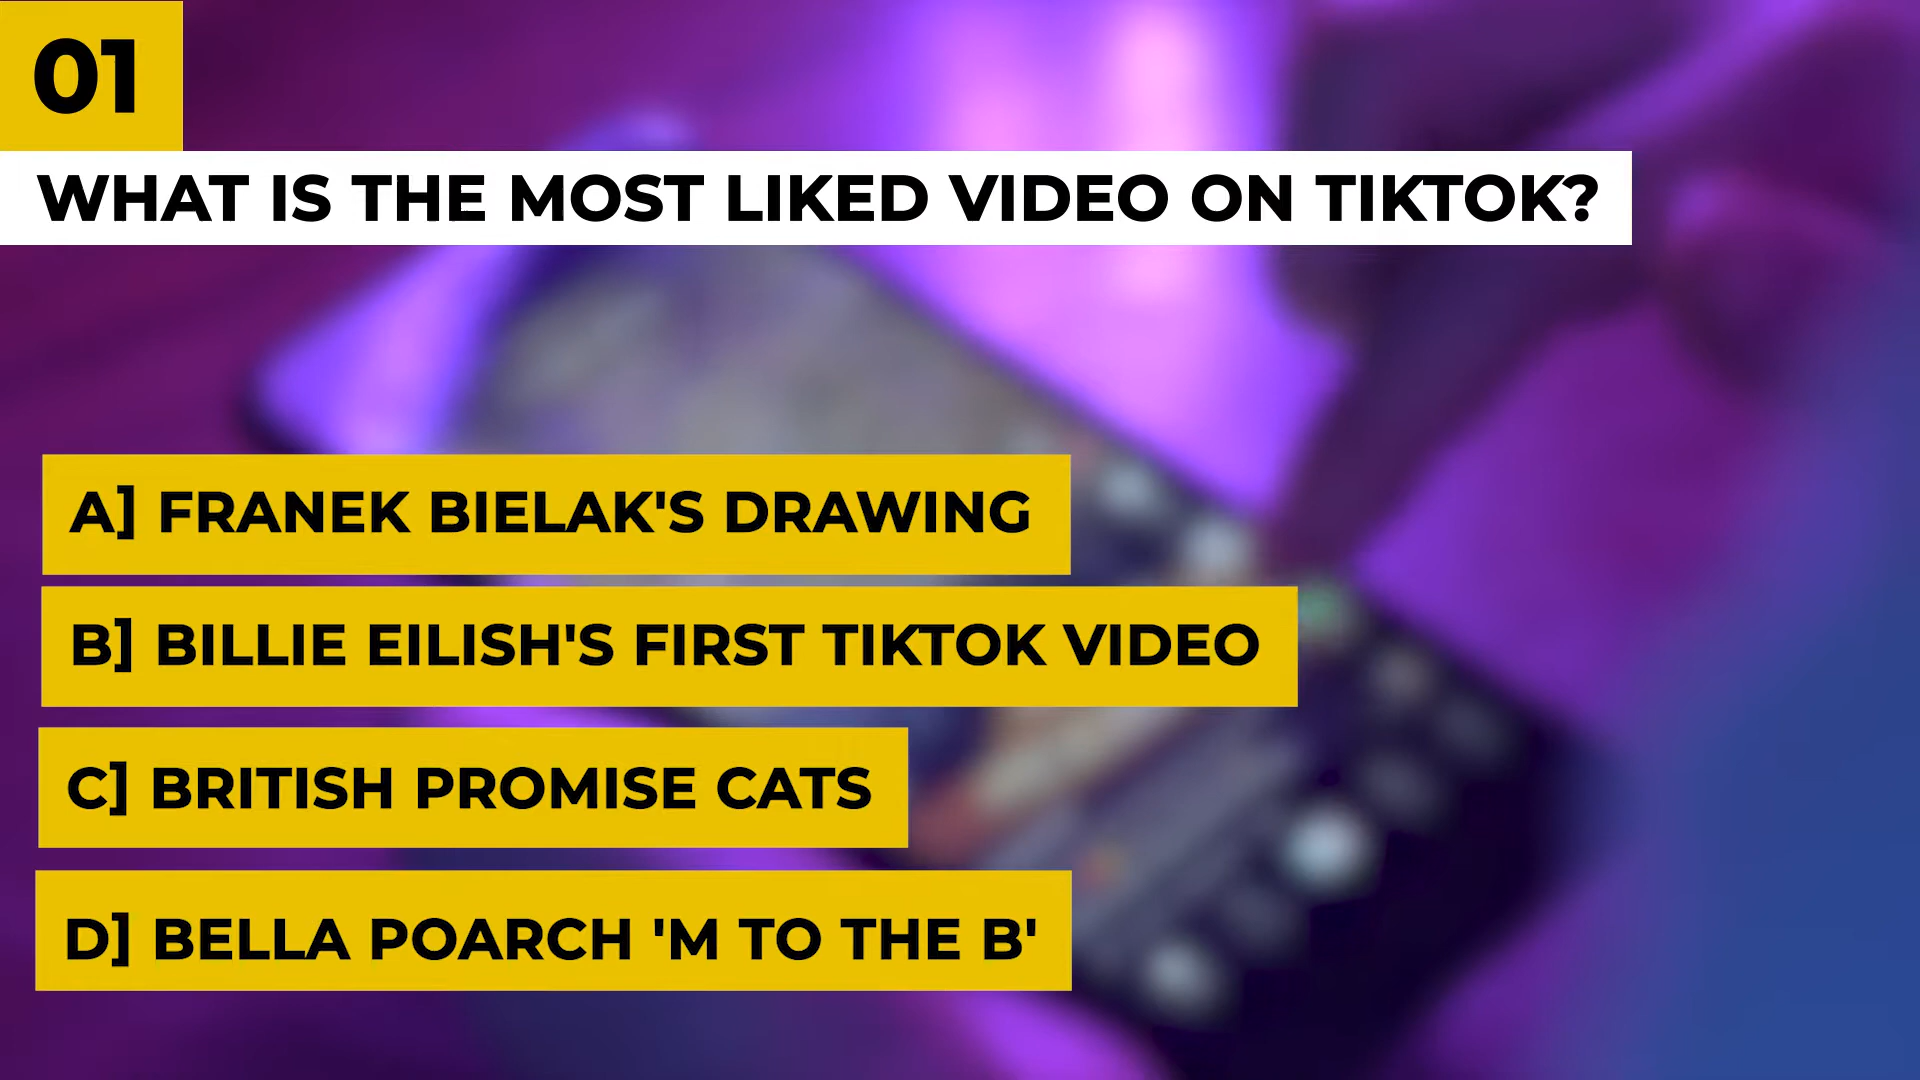 01
WHAT IS THE MOST LIKED VIDEO ON TIKTOK?
A] FRANEK BIELAK'S DRAWING
B] BILLIE EILISH'S FIRST TIKTOK VIDEO
C] BRITISH PROMISE CATS
D] BELLA POARCH 'M TO THE B'